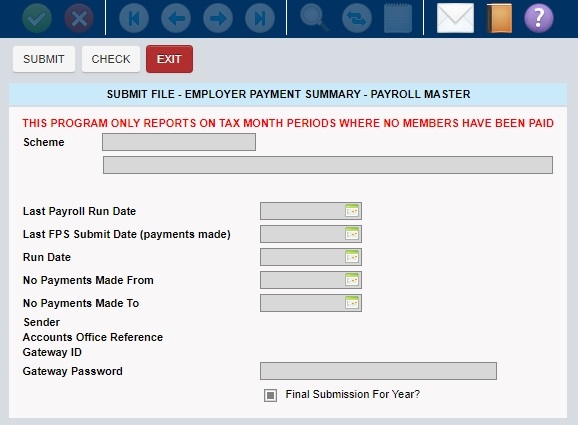 ?
SUBMIT CHECK EXIT
SUBMIT FILE - EMPLOYER PAYMENT SUMMARY - PAYROLL MASTER
THIS PROGRAM ONLY REPORTS ON TAX MONTH PERIODS WHERE NO MEMBERS HAVE BEEN PAID
Scheme
Last Payroll Run Date
Last FPS Submit Date (payments made)
Run Date
No Payments Made From
No Payments Made To
Sender
Accounts Office Reference
Gateway ID
Gateway Password
Final Submission For Year?